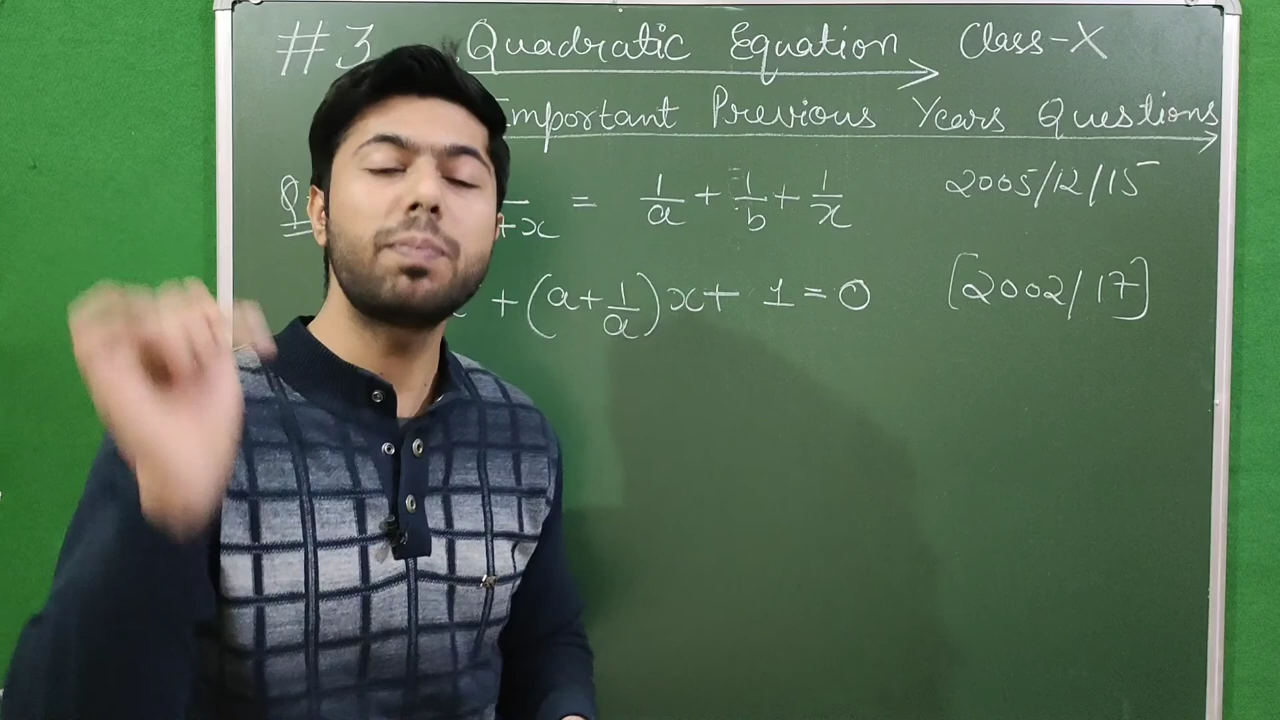 #3 Quadratic Equation Class-X
Important Previous Years Questions
Q +x = 1/a + 1/b + 1/x 2005/12/15
+ (a + 1/a)x + 1 = 0 [2002/17]